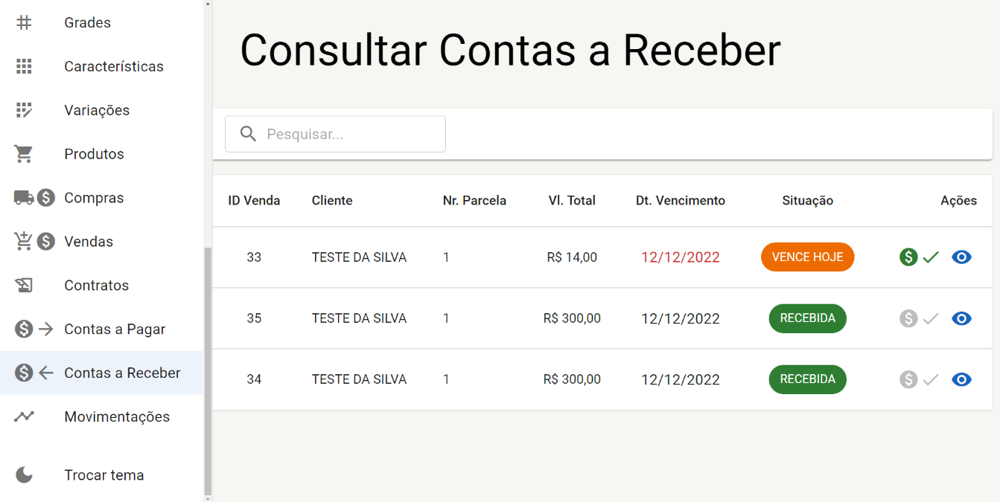 Grades
Características
Variações
Produtos
Compras
Vendas
Contratos
Contas a Pagar
Contas a Receber
Movimentações
Trocar tema
Consultar Contas a Receber
Pesquisar...
ID Venda Cliente Nr. Parcela Vl. Total Dt. Vencimento Situação Ações
33 TESTE DA SILVA 1 R$ 14,00 12/12/2022 VENCE HOJE
35 TESTE DA SILVA 1 R$ 300,00 12/12/2022 RECEBIDA
34 TESTE DA SILVA 1 R$ 300,00 12/12/2022 RECEBIDA